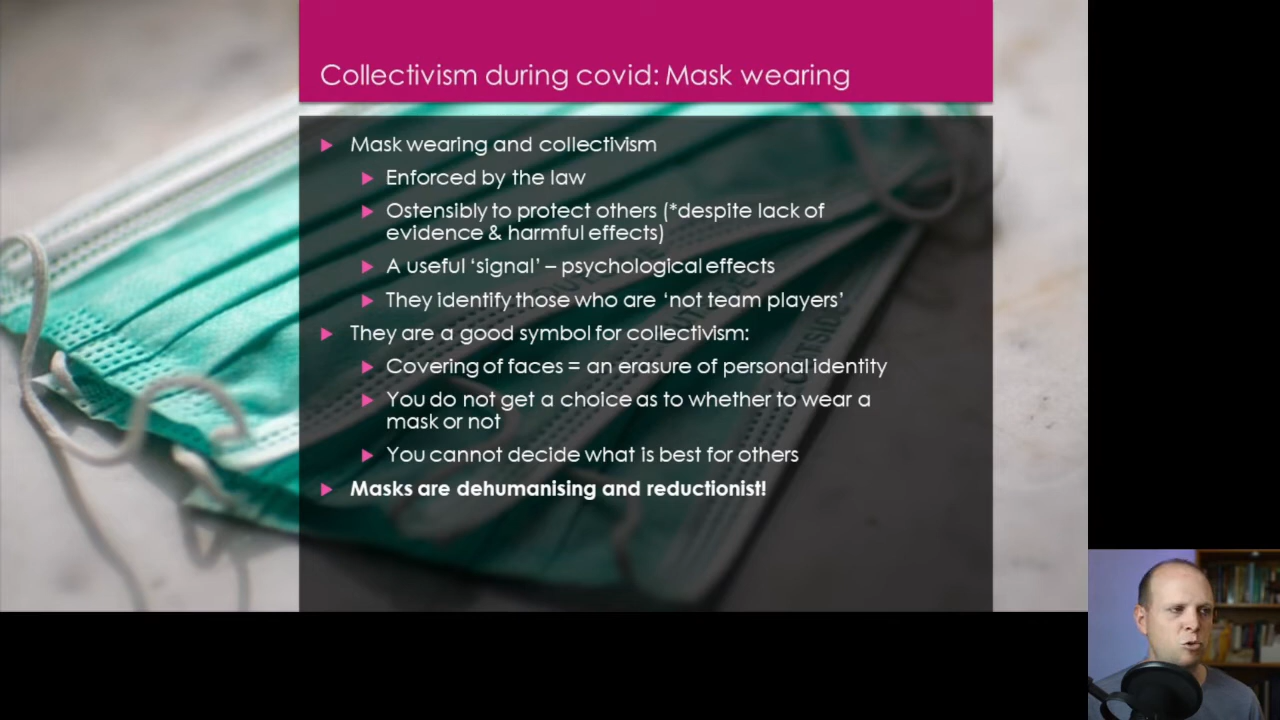 Collectivism during covid: Mask wearing
Mask wearing and collectivism
Enforced by the law
Ostensibly to protect others (*despite lack of
evidence & harmful effects)
A useful ‘signal’ – psychological effects
They identify those who are ‘not team players’
They are a good symbol for collectivism:
Covering of faces = an erasure of personal identity
You do not get a choice as to whether to wear a
mask or not
You cannot decide what is best for others
Masks are dehumanising and reductionist!
OUTSIDE